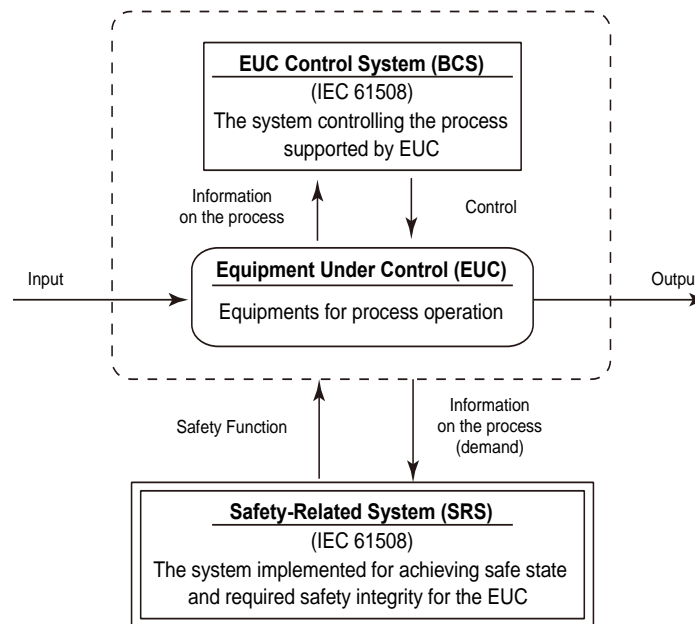 EUC Control System (BCS)
(IEC 61508)
The system controlling the process
supported by EUC
Information
on the process
Control
Input
Equipment Under Control (EUC)
Equipments for process operation
Output
Safety Function
Information
on the process
(demand)
Safety-Related System (SRS)
(IEC 61508)
The system implemented for achieving safe state
and required safety integrity for the EUC